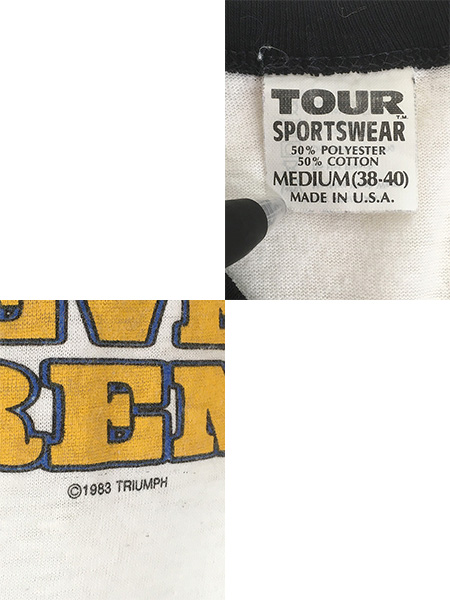 TOUR
T.M.
SPORTSWEAR
50% POLYESTER
50% COTTON
MEDIUM (38-40)
MADE IN U.S.A.
©1983 TRIUMPH